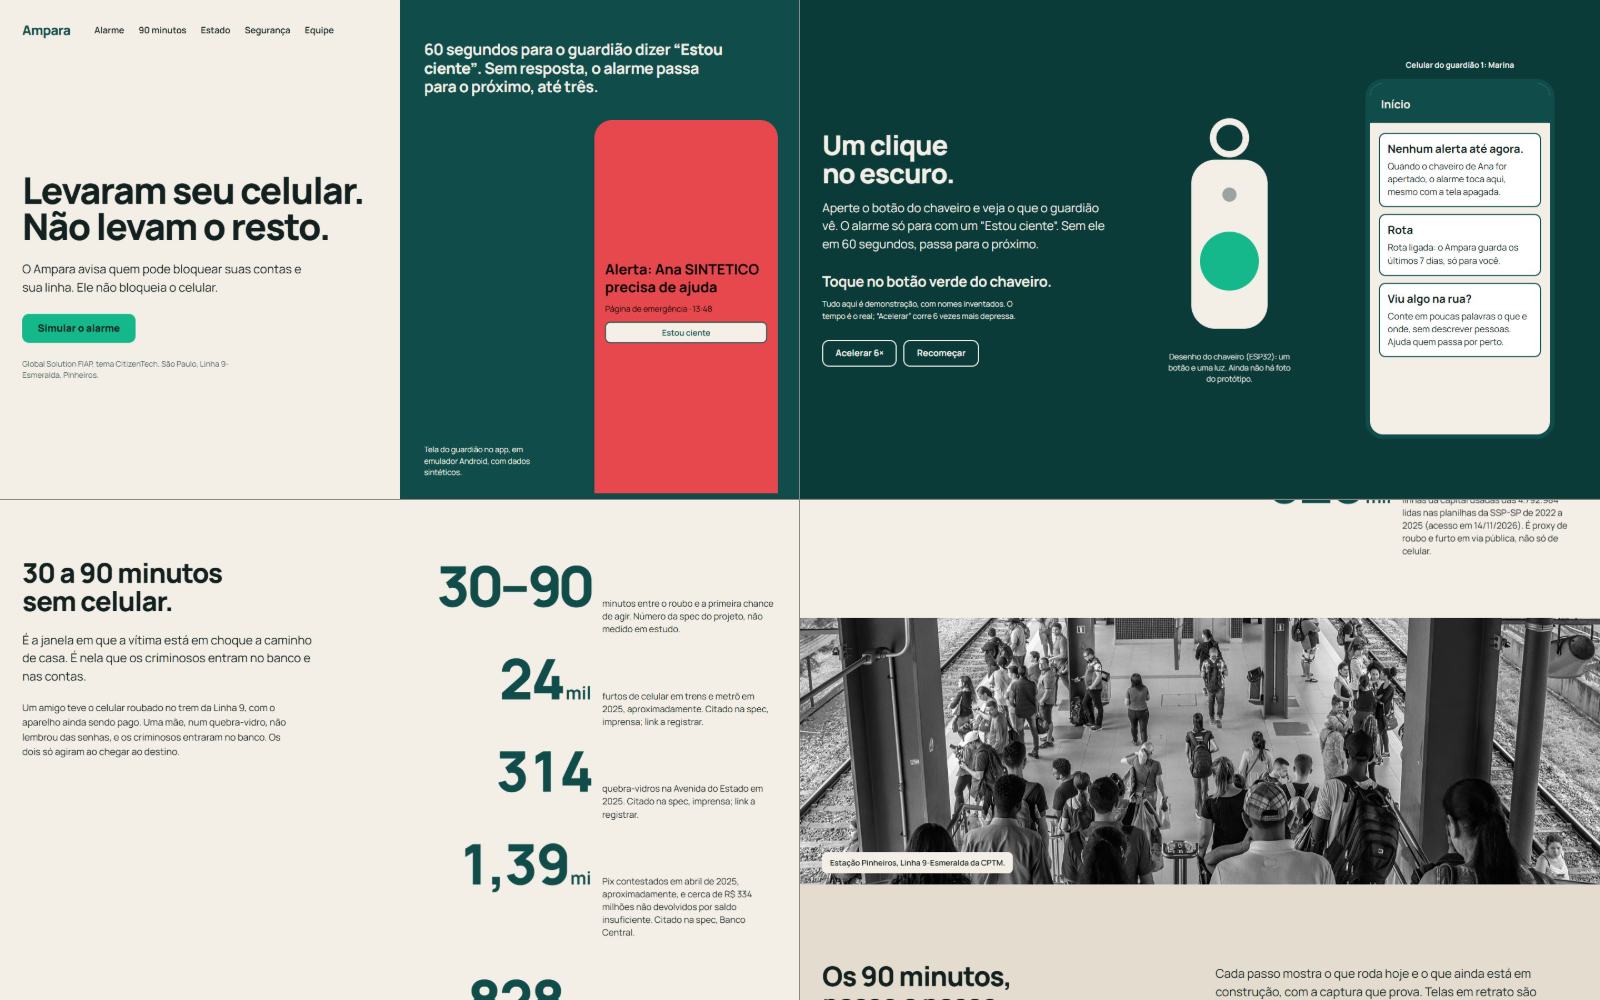 Ampara Alarme 90 minutos Estado Segurança Equipe
Levaram seu celular.
Não levam o resto.
O Ampara avisa quem pode bloquear suas contas e
sua linha. Ele não bloqueia o celular.
Simular o alarme
Global Solution FIAP, tema CitizenTech. São Paulo, Linha 9-
Esmeralda, Pinheiros.
60 segundos para o guardião dizer “Estou
ciente”. Sem resposta, o alarme passa
para o próximo, até três.
Alerta: Ana SINTETICO
precisa de ajuda
Página de emergência · 13:48
Estou ciente
Tela do guardião no app, em
emulador Android, com dados
sintéticos.
Um clique
no escuro.
Aperte o botão do chaveiro e veja o que o guardião
vê. O alarme só para com um “Estou ciente”. Sem ele
em 60 segundos, passa para o próximo.
Toque no botão verde do chaveiro.
Tudo aqui é demonstração, com nomes inventados. O
tempo é o real; “Acelerar” corre 6 vezes mais depressa.
Acelerar 6×
Recomeçar
Desenho do chaveiro (ESP32): um
botão e uma luz. Ainda não há foto
do protótipo.
Celular do guardião 1: Marina
Início
Nenhum alerta até agora.
Quando o chaveiro de Ana for
apertado, o alarme toca aqui,
mesmo com a tela apagada.
Rota
Rota ligada: o Ampara guarda os
últimos 7 dias, só para você.
Viu algo na rua?
Conte em poucas palavras o que e
onde, sem descrever pessoas.
Ajuda quem passa por perto.
30 a 90 minutos
sem celular.
É a janela em que a vítima está em choque a caminho
de casa. É nela que os criminosos entram no banco e
nas contas.
Um amigo teve o celular roubado no trem da Linha 9, com o
aparelho ainda sendo pago. Uma mãe, num quebra-vidro, não
lembrou das senhas, e os criminosos entraram no banco. Os
dois só agiram ao chegar ao destino.
30–90
minutos entre o roubo e a primeira chance
de agir. Número da spec do projeto, não
medido em estudo.
24 mil
furtos de celular em trens e metrô em
2025, aproximadamente. Citado na spec,
imprensa; link a registrar.
314
quebra-vidros na Avenida do Estado em
2025. Citado na spec, imprensa; link a
registrar.
1,39 mi
Pix contestados em abril de 2025,
aproximadamente, e cerca de R$ 334
milhões não devolvidos por saldo
insuficiente. Citado na spec, Banco
Central.
828
linhas da capital usadas das 4.792.984
lidas nas planilhas da SSP-SP de 2022 a
2025 (acesso em 14/11/2026). É proxy de
roubo e furto em via pública, não só de
celular.
Estação Pinheiros, Linha 9-Esmeralda da CPTM.
Os 90 minutos,
Cada passo mostra o que roda hoje e o que ainda está em
construção, com a captura que prova. Telas em retrato são